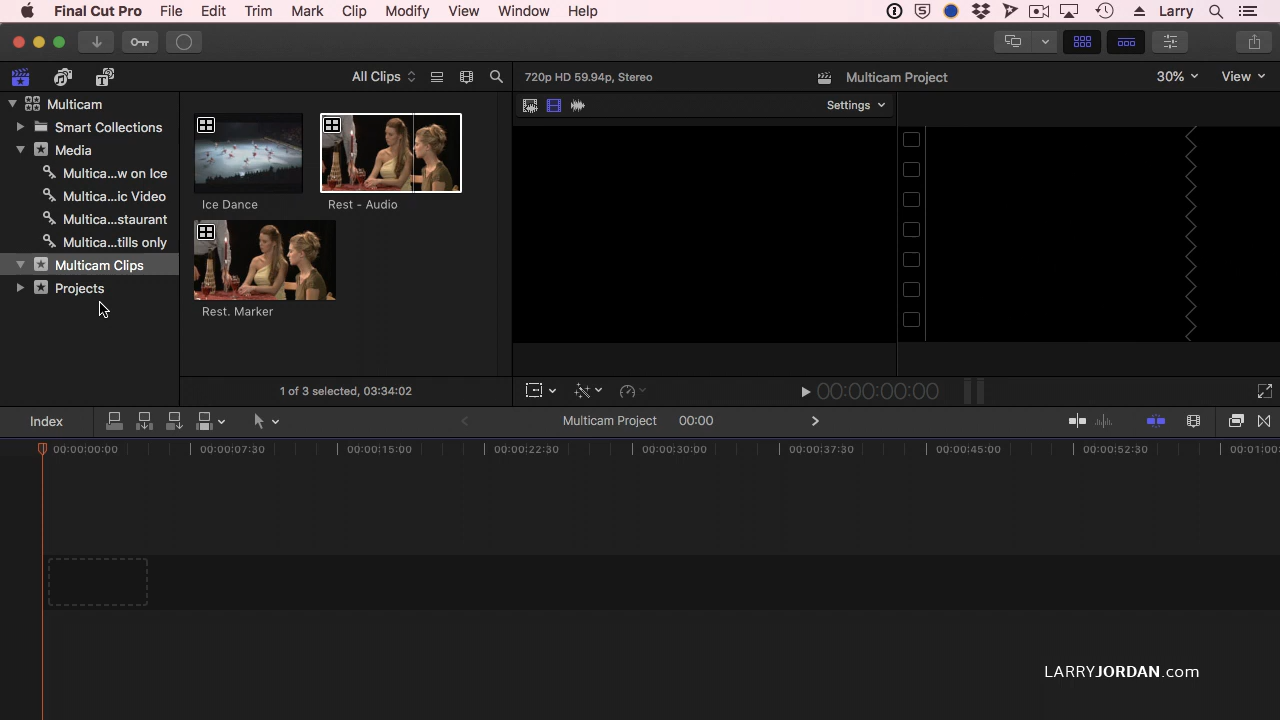 Final Cut Pro File Edit Trim Mark Clip Modify View Window Help 5 Larry
All Clips 720p HD 59.94p, Stereo Multicam Project 30% View
Multicam
Settings
Smart Collections
Media
Multica...w on Ice
Multica...ic Video
Ice Dance Rest - Audio
Multica...staurant
Multica...tills only
Multicam Clips
Projects
Rest. Marker
1 of 3 selected, 03:34:02 00:00:00:00
Index Multicam Project 00:00
00:00:00:00 00:00:07:30 00:00:15:00 00:00:22:30 00:00:30:00 00:00:37:30 00:00:45:00 00:00:52:30 00:01:00:
LARRYJORDAN.com